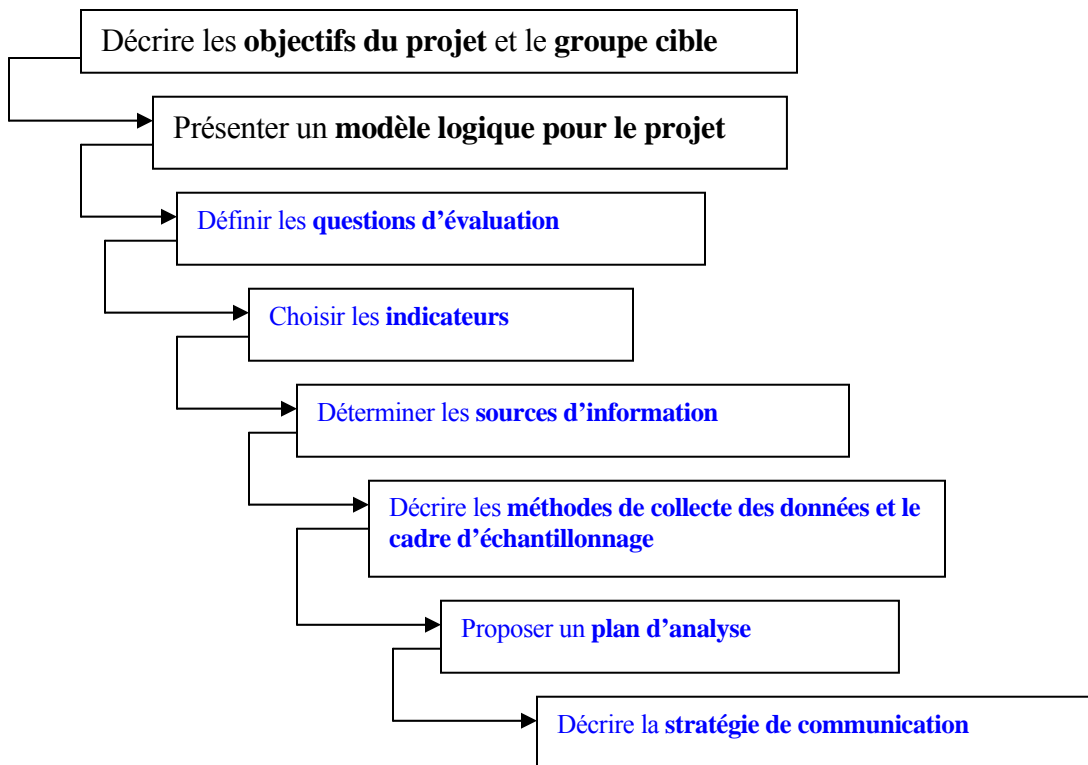 Décrire les objectifs du projet et le groupe cible
Présenter un modèle logique pour le projet
Définir les questions d’évaluation
Choisir les indicateurs
Déterminer les sources d’information
Décrire les méthodes de collecte des données et le
cadre d’échantillonnage
Proposer un plan d’analyse
Décrire la stratégie de communication